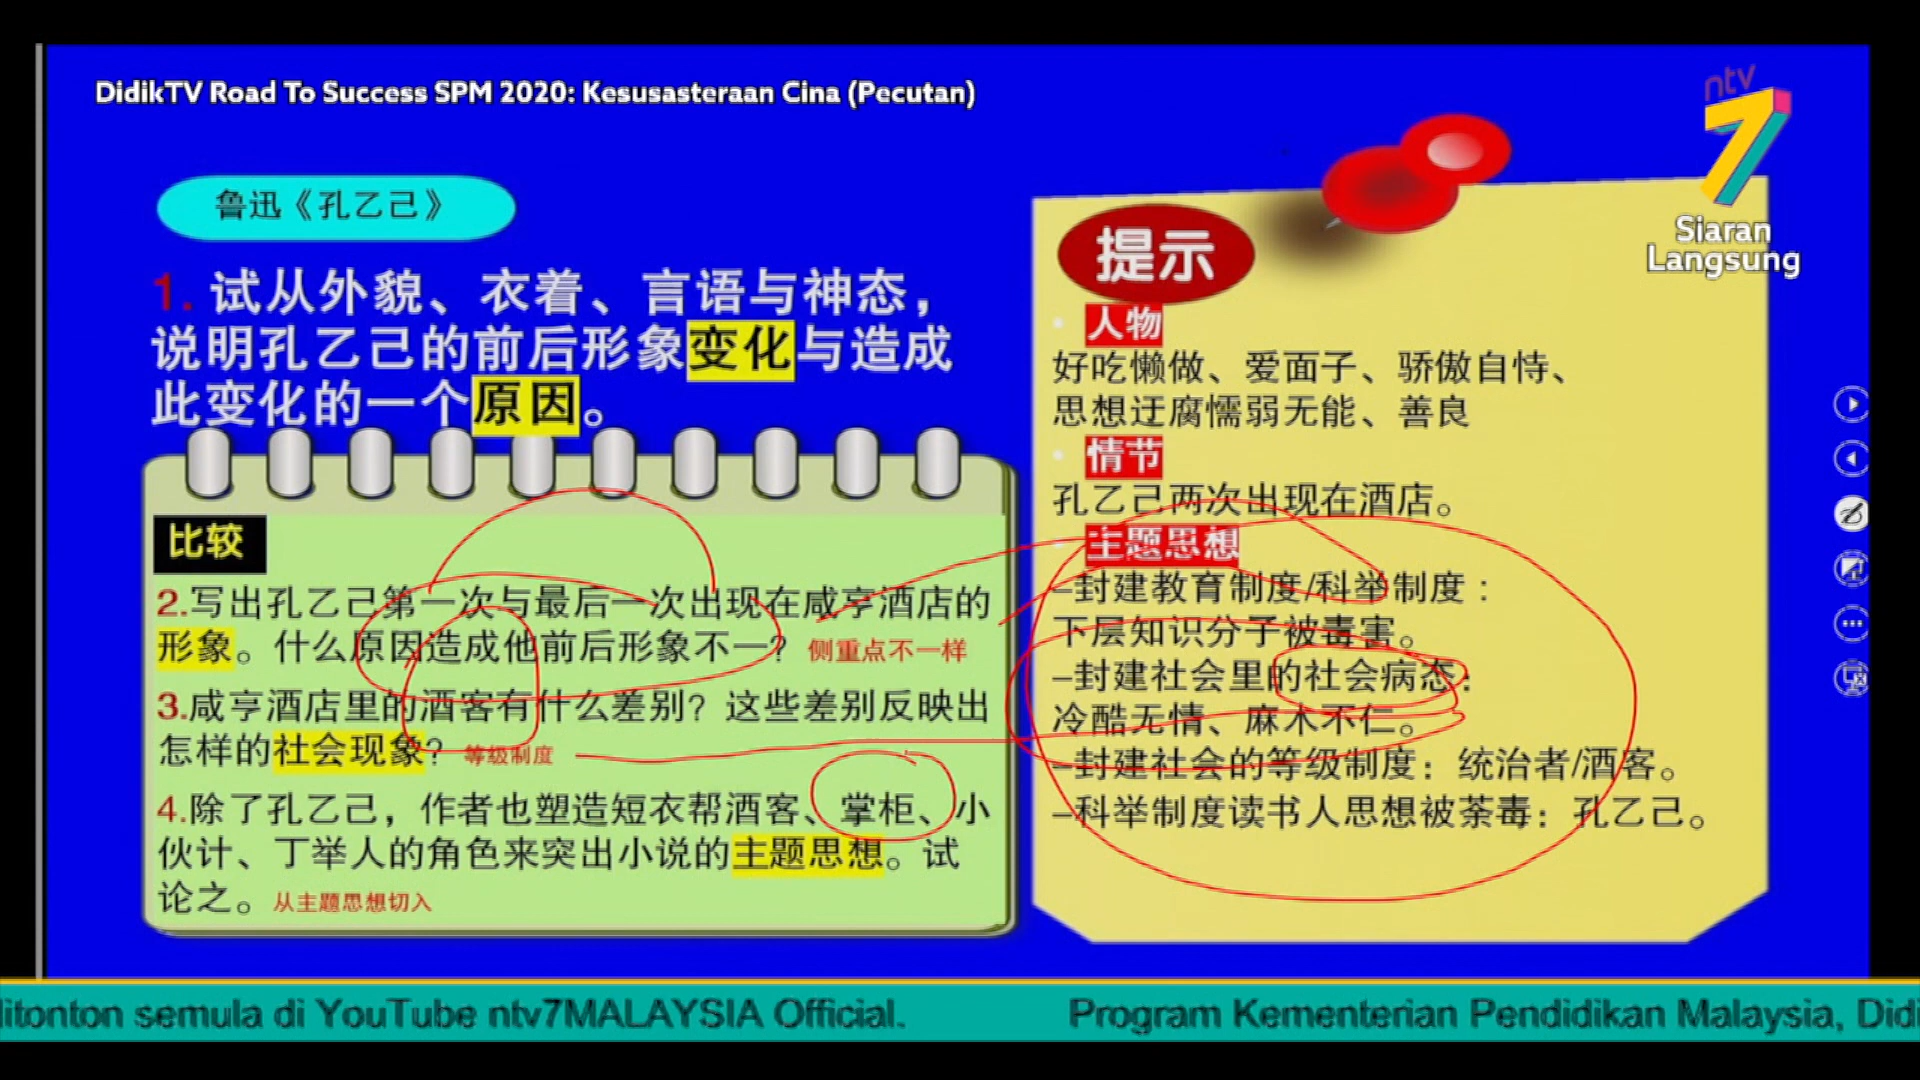 DidikTV Road To Success SPM 2020: Kesusasteraan Cina (Pecutan)
ntv
7
Siaran
Langsung
鲁迅《孔乙己》
1. 试从外貌、衣着、言语与神态，
说明孔乙己的前后形象变化与造成
此变化的一个原因。
比较
2.写出孔乙己第一次与最后一次出现在咸亨酒店的
形象。什么原因造成他前后形象不一？ 侧重点不一样
3.咸亨酒店里的酒客有什么差别？这些差别反映出
怎样的社会现象？ 等级制度
4.除了孔乙己，作者也塑造短衣帮酒客、掌柜、小
伙计、丁举人的角色来突出小说的主题思想。试
论之。 从主题思想切入
提示
• 人物
好吃懒做、爱面子、骄傲自恃、
思想迂腐懦弱无能、善良
• 情节
孔乙己两次出现在酒店。
• 主题思想
–封建教育制度/科举制度：
下层知识分子被毒害。
–封建社会里的社会病态：
冷酷无情、麻木不仁。
–封建社会的等级制度：统治者/酒客。
–科举制度读书人思想被荼毒：孔乙己。
litonton semula di YouTube ntv7MALAYSIA Official. Program Kementerian Pendidikan Malaysia, Didi